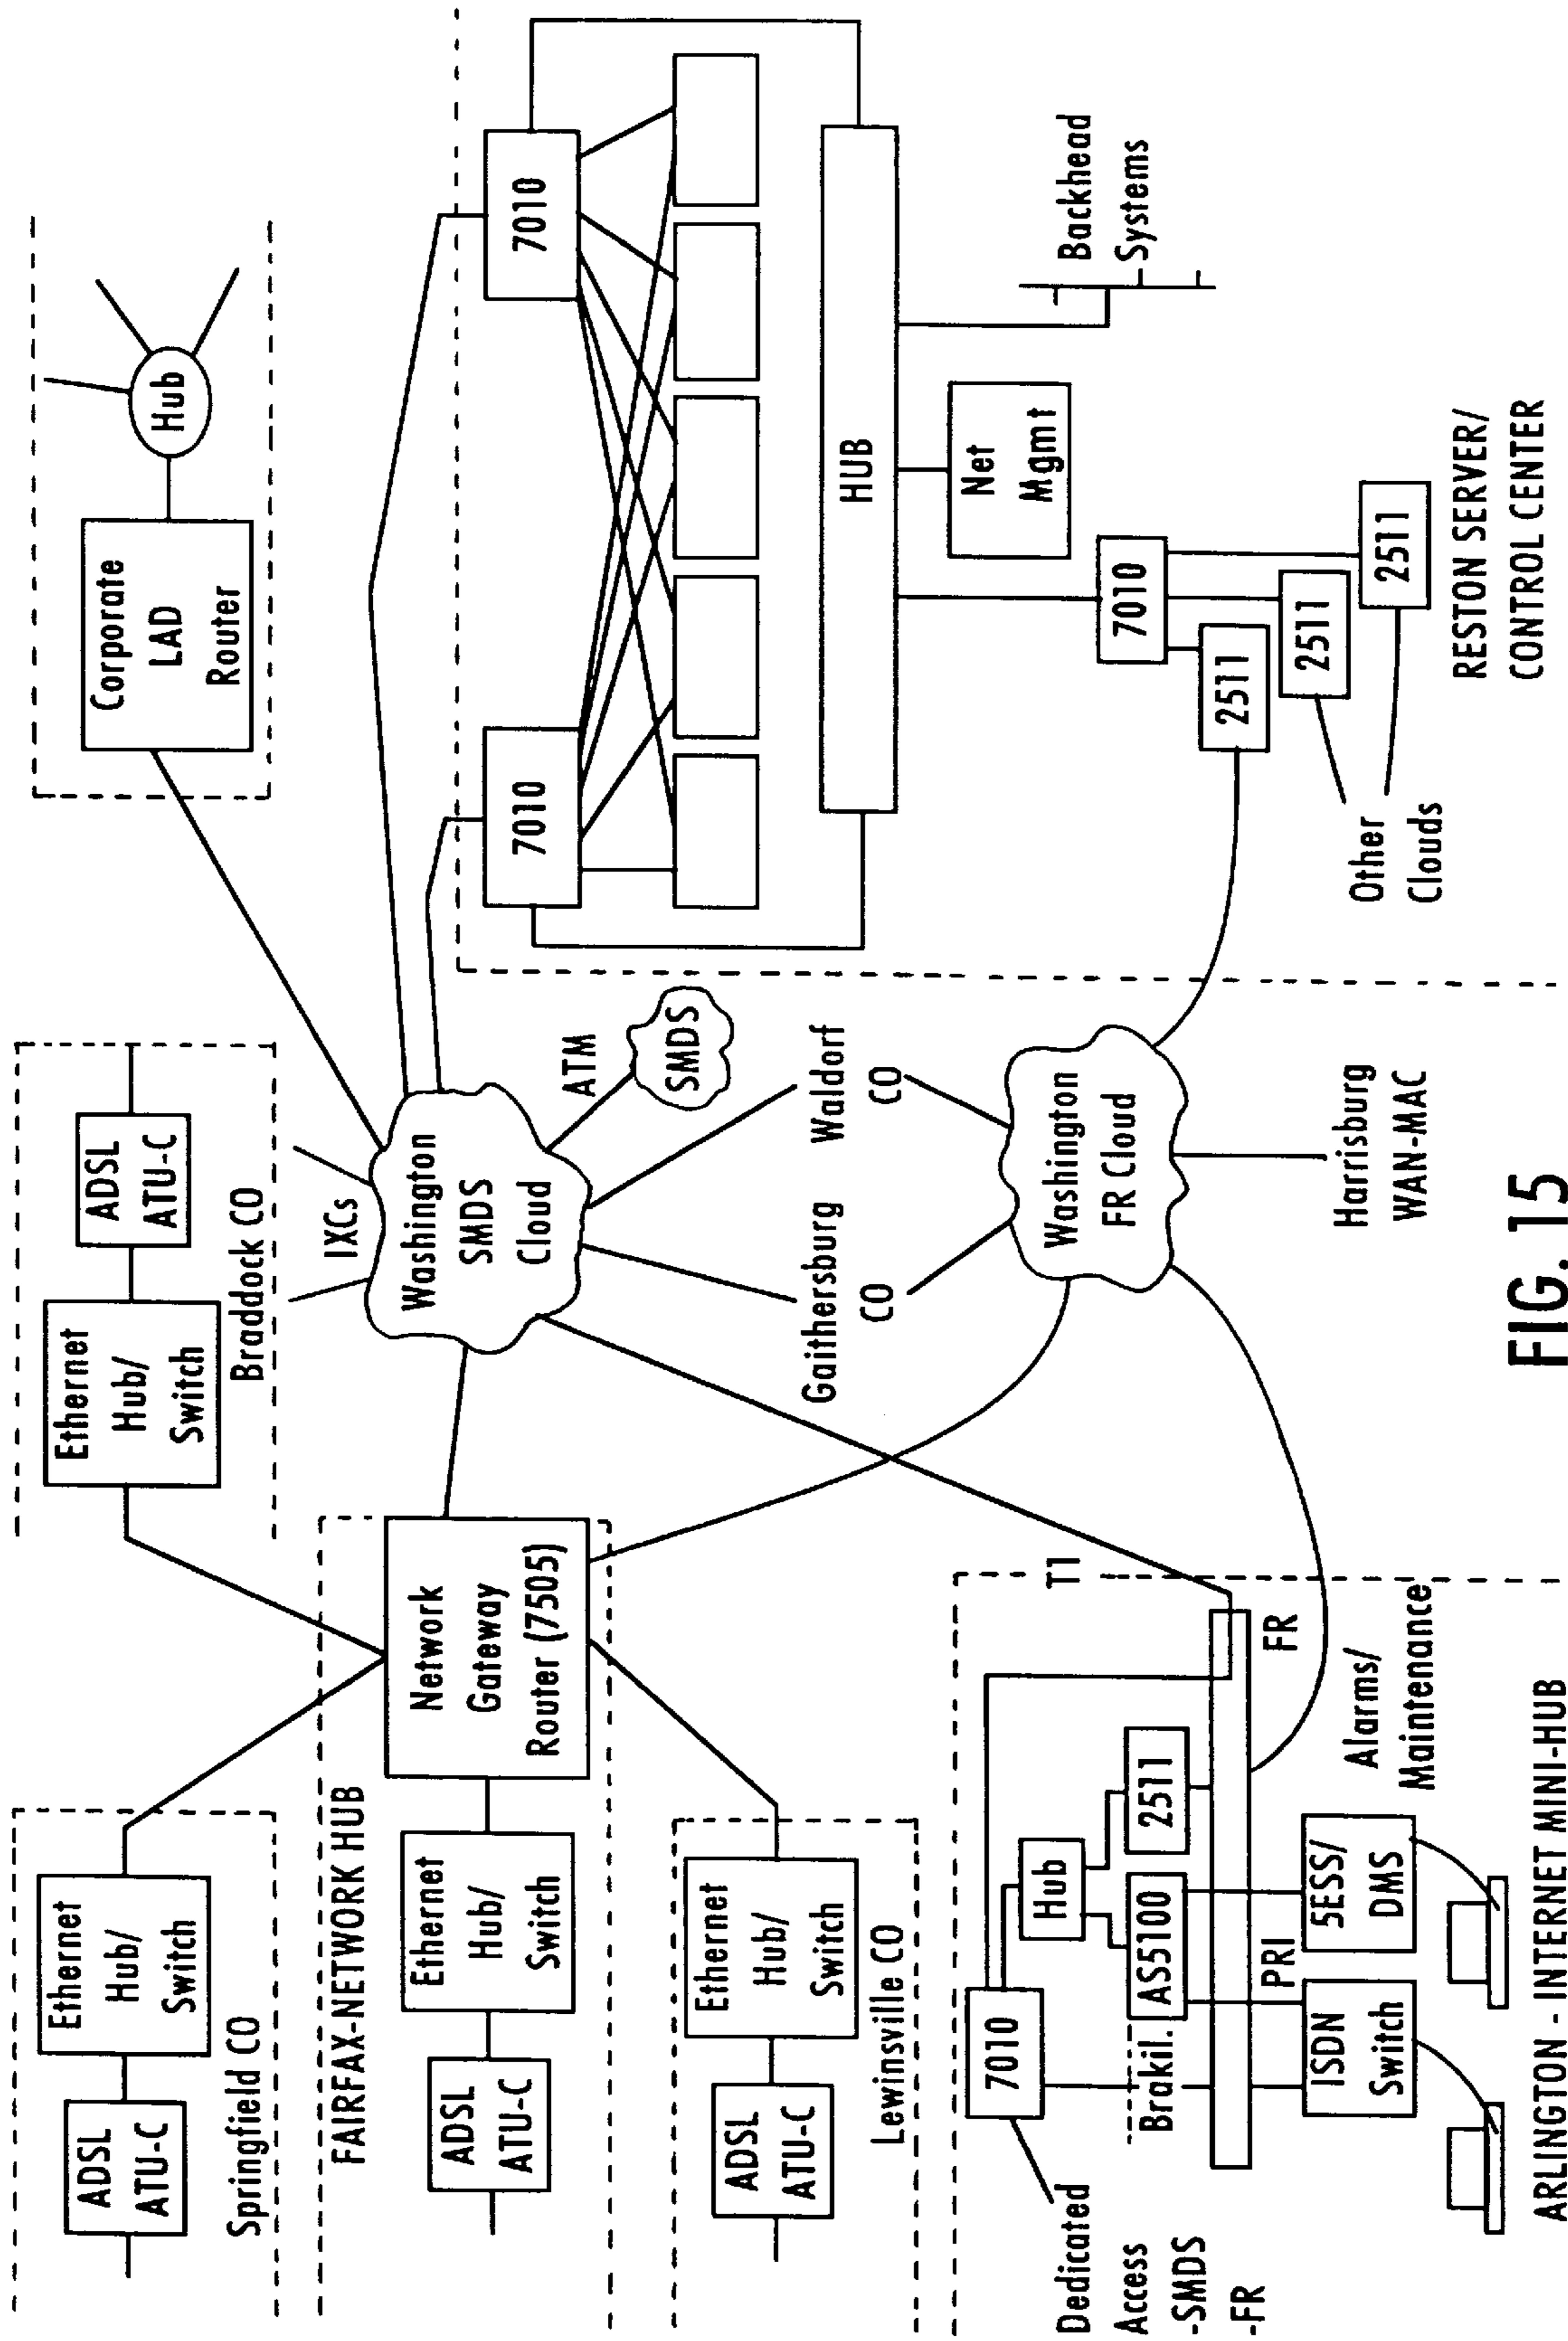 ADSL
ATU-C
Ethernet
Hub/
Switch
Springfield CO
Ethernet
Hub/
Switch
ADSL
ATU-C
Braddock CO
Corporate
LAD
Router
Hub
FAIRFAX-NETWORK HUB
ADSL
ATU-C
Ethernet
Hub/
Switch
Network
Gateway
Router (7505)
IXCs
Washington
SMDS
Cloud
ATM
SMDS
7010
7010
HUB
Net
Mgmt
Backhead
Systems
7010
2511
2511
2511
Other
Clouds
RESTON SERVER/
CONTROL CENTER
ADSL
ATU-C
Ethernet
Hub/
Switch
Lewinsville CO
Gaithersburg
CO
Waldorf
CO
Washington
FR Cloud
Harrisburg
WAN-MAC
Dedicated
Access
-SMDS
-FR
7010
Hub
T1
Brakil.
AS5100
2511
FR
PRI
ISDN
Switch
5ESS/
DMS
Alarms/
Maintenance
ARLINGTON - INTERNET MINI-HUB
FIG. 15